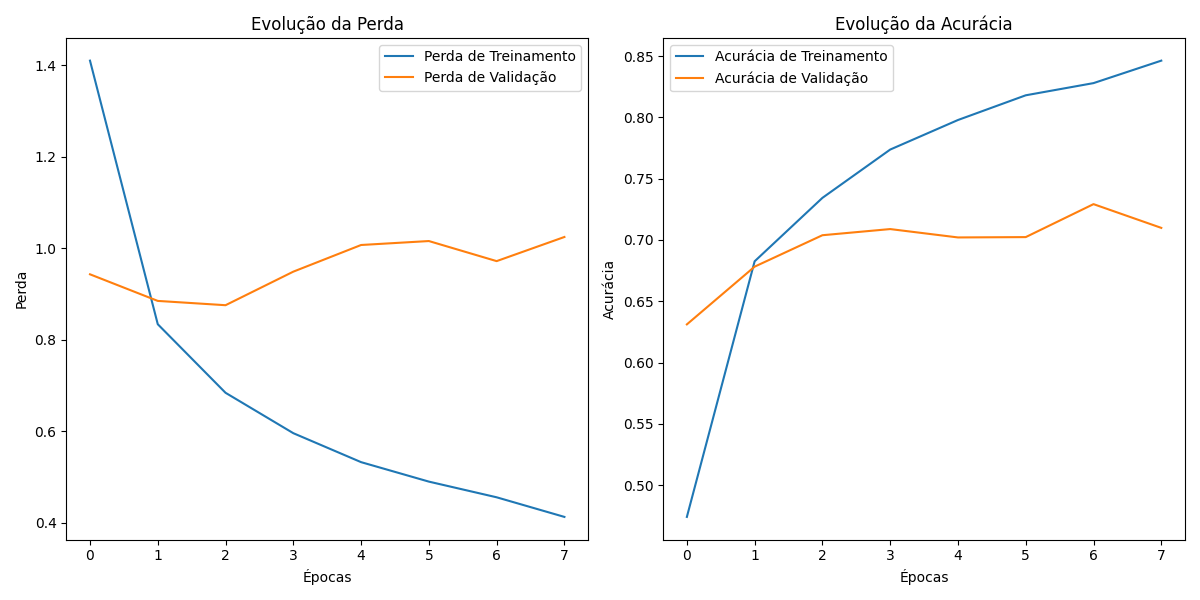 Evolução da Perda
Perda de Treinamento
Perda de Validação
1.4
1.2
1.0
0.8
0.6
0.4
Perda
0 1 2 3 4 5 6 7
Épocas
Evolução da Acurácia
Acurácia de Treinamento
Acurácia de Validação
0.85
0.80
0.75
0.70
0.65
0.60
0.55
0.50
Acurácia
0 1 2 3 4 5 6 7
Épocas